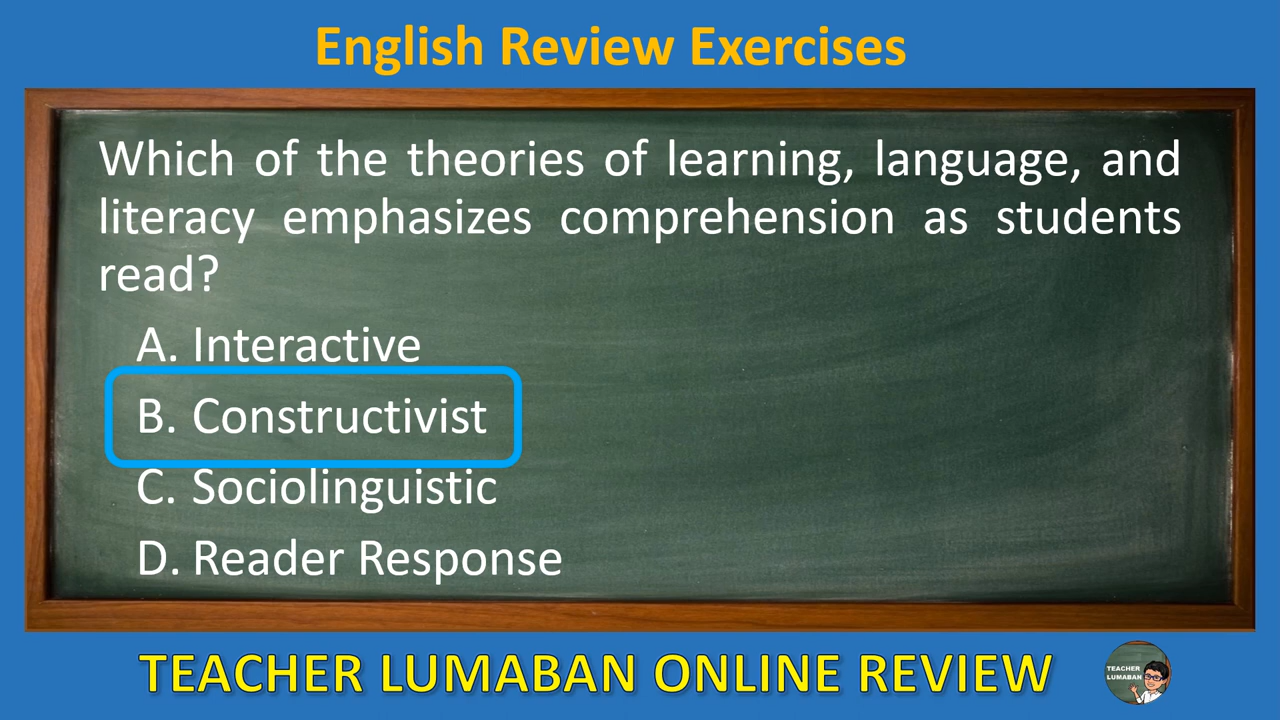 English Review Exercises
Which of the theories of learning, language, and
literacy emphasizes comprehension as students
read?
A. Interactive
B. Constructivist
C. Sociolinguistic
D. Reader Response
TEACHER LUMABAN ONLINE REVIEW
TEACHER
LUMABAN